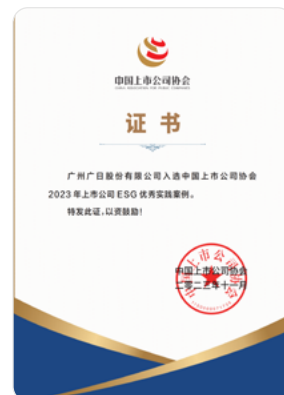 中国上市公司协会
CHINA ASSOCIATION FOR PUBLIC COMPANIES
证书
广州广日股份有限公司入选中国上市公司协会
2023年上市公司ESG优秀实践案例。
特发此证,以资鼓励!
中国上市公司协会
二零二三年十一月